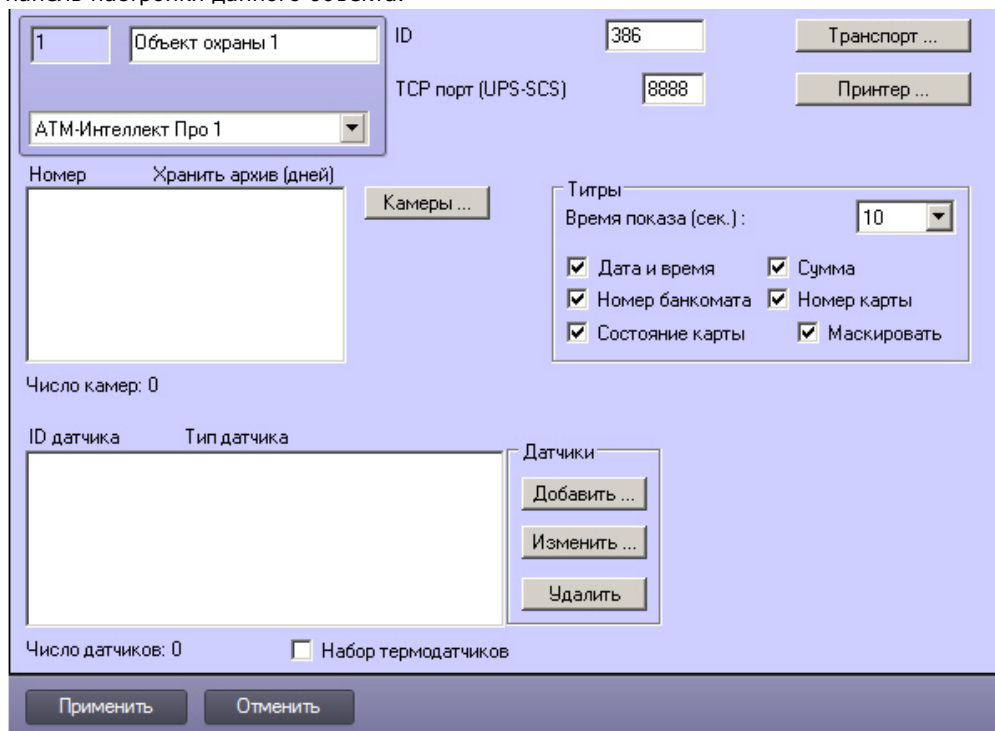 панель настройки данного объекта.
1 Объект охраны 1 ID 386 Транспорт ...
TCP порт (UPS-SCS) 8888 Принтер ...
АТМ-Интеллект Про 1
Номер Хранить архив (дней)
Камеры ... Титры
Время показа (сек.) : 10
Дата и время Сумма
Номер банкомата Номер карты
Состояние карты Маскировать
Число камер: 0
ID датчика Тип датчика
Датчики
Добавить ...
Изменить ...
Удалить
Число датчиков: 0 Набор термодатчиков
Применить Отменить